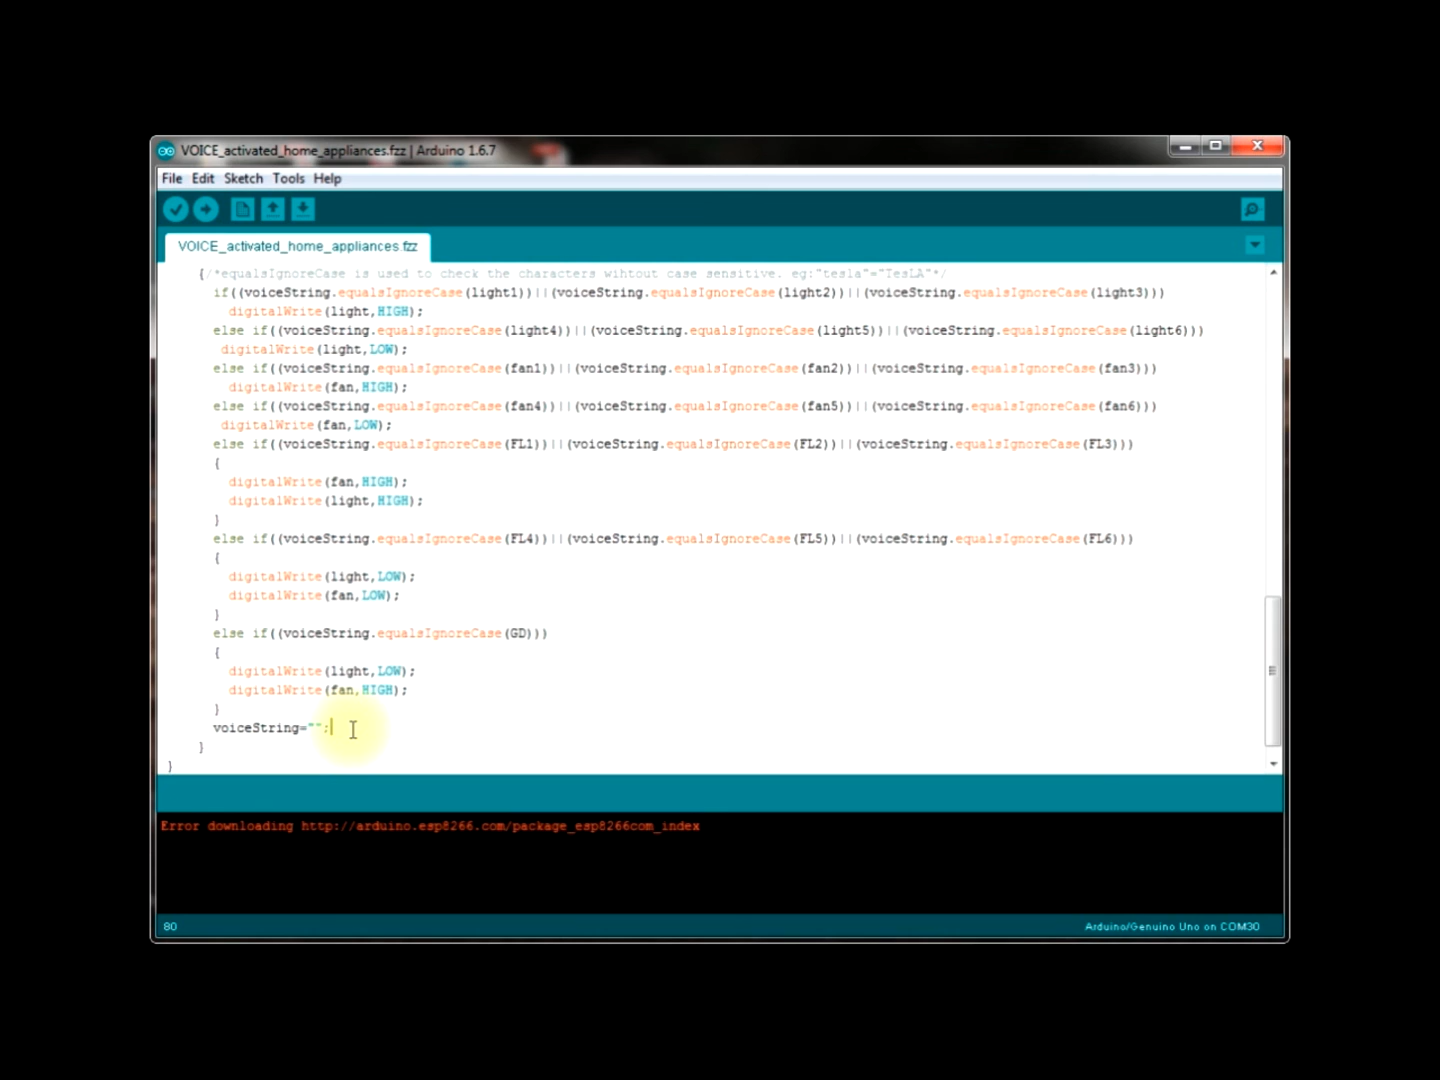 VOICE_activated_home_appliances.fzz | Arduino 1.6.7
File Edit Sketch Tools Help
VOICE_activated_home_appliances.fzz
{/*equalsIgnoreCase is used to check the characters wihtout case sensitive. eg:"tesla"="TesLA"*/
if((voiceString.equalsIgnoreCase(light1))||(voiceString.equalsIgnoreCase(light2))||(voiceString.equalsIgnoreCase(light3)))
digitalWrite(light,HIGH);
else if((voiceString.equalsIgnoreCase(light4))||(voiceString.equalsIgnoreCase(light5))||(voiceString.equalsIgnoreCase(light6)))
digitalWrite(light,LOW);
else if((voiceString.equalsIgnoreCase(fan1))||(voiceString.equalsIgnoreCase(fan2))||(voiceString.equalsIgnoreCase(fan3)))
digitalWrite(fan,HIGH);
else if((voiceString.equalsIgnoreCase(fan4))||(voiceString.equalsIgnoreCase(fan5))||(voiceString.equalsIgnoreCase(fan6)))
digitalWrite(fan,LOW);
else if((voiceString.equalsIgnoreCase(FL1))||(voiceString.equalsIgnoreCase(FL2))||(voiceString.equalsIgnoreCase(FL3)))
{
digitalWrite(fan,HIGH);
digitalWrite(light,HIGH);
}
else if((voiceString.equalsIgnoreCase(FL4))||(voiceString.equalsIgnoreCase(FL5))||(voiceString.equalsIgnoreCase(FL6)))
{
digitalWrite(light,LOW);
digitalWrite(fan,LOW);
}
else if((voiceString.equalsIgnoreCase(GD)))
{
digitalWrite(light,LOW);
digitalWrite(fan,HIGH);
}
voiceString="";
}
}
Error downloading http://arduino.esp8266.com/package_esp8266com_index
80
Arduino/Genuino Uno on COM30